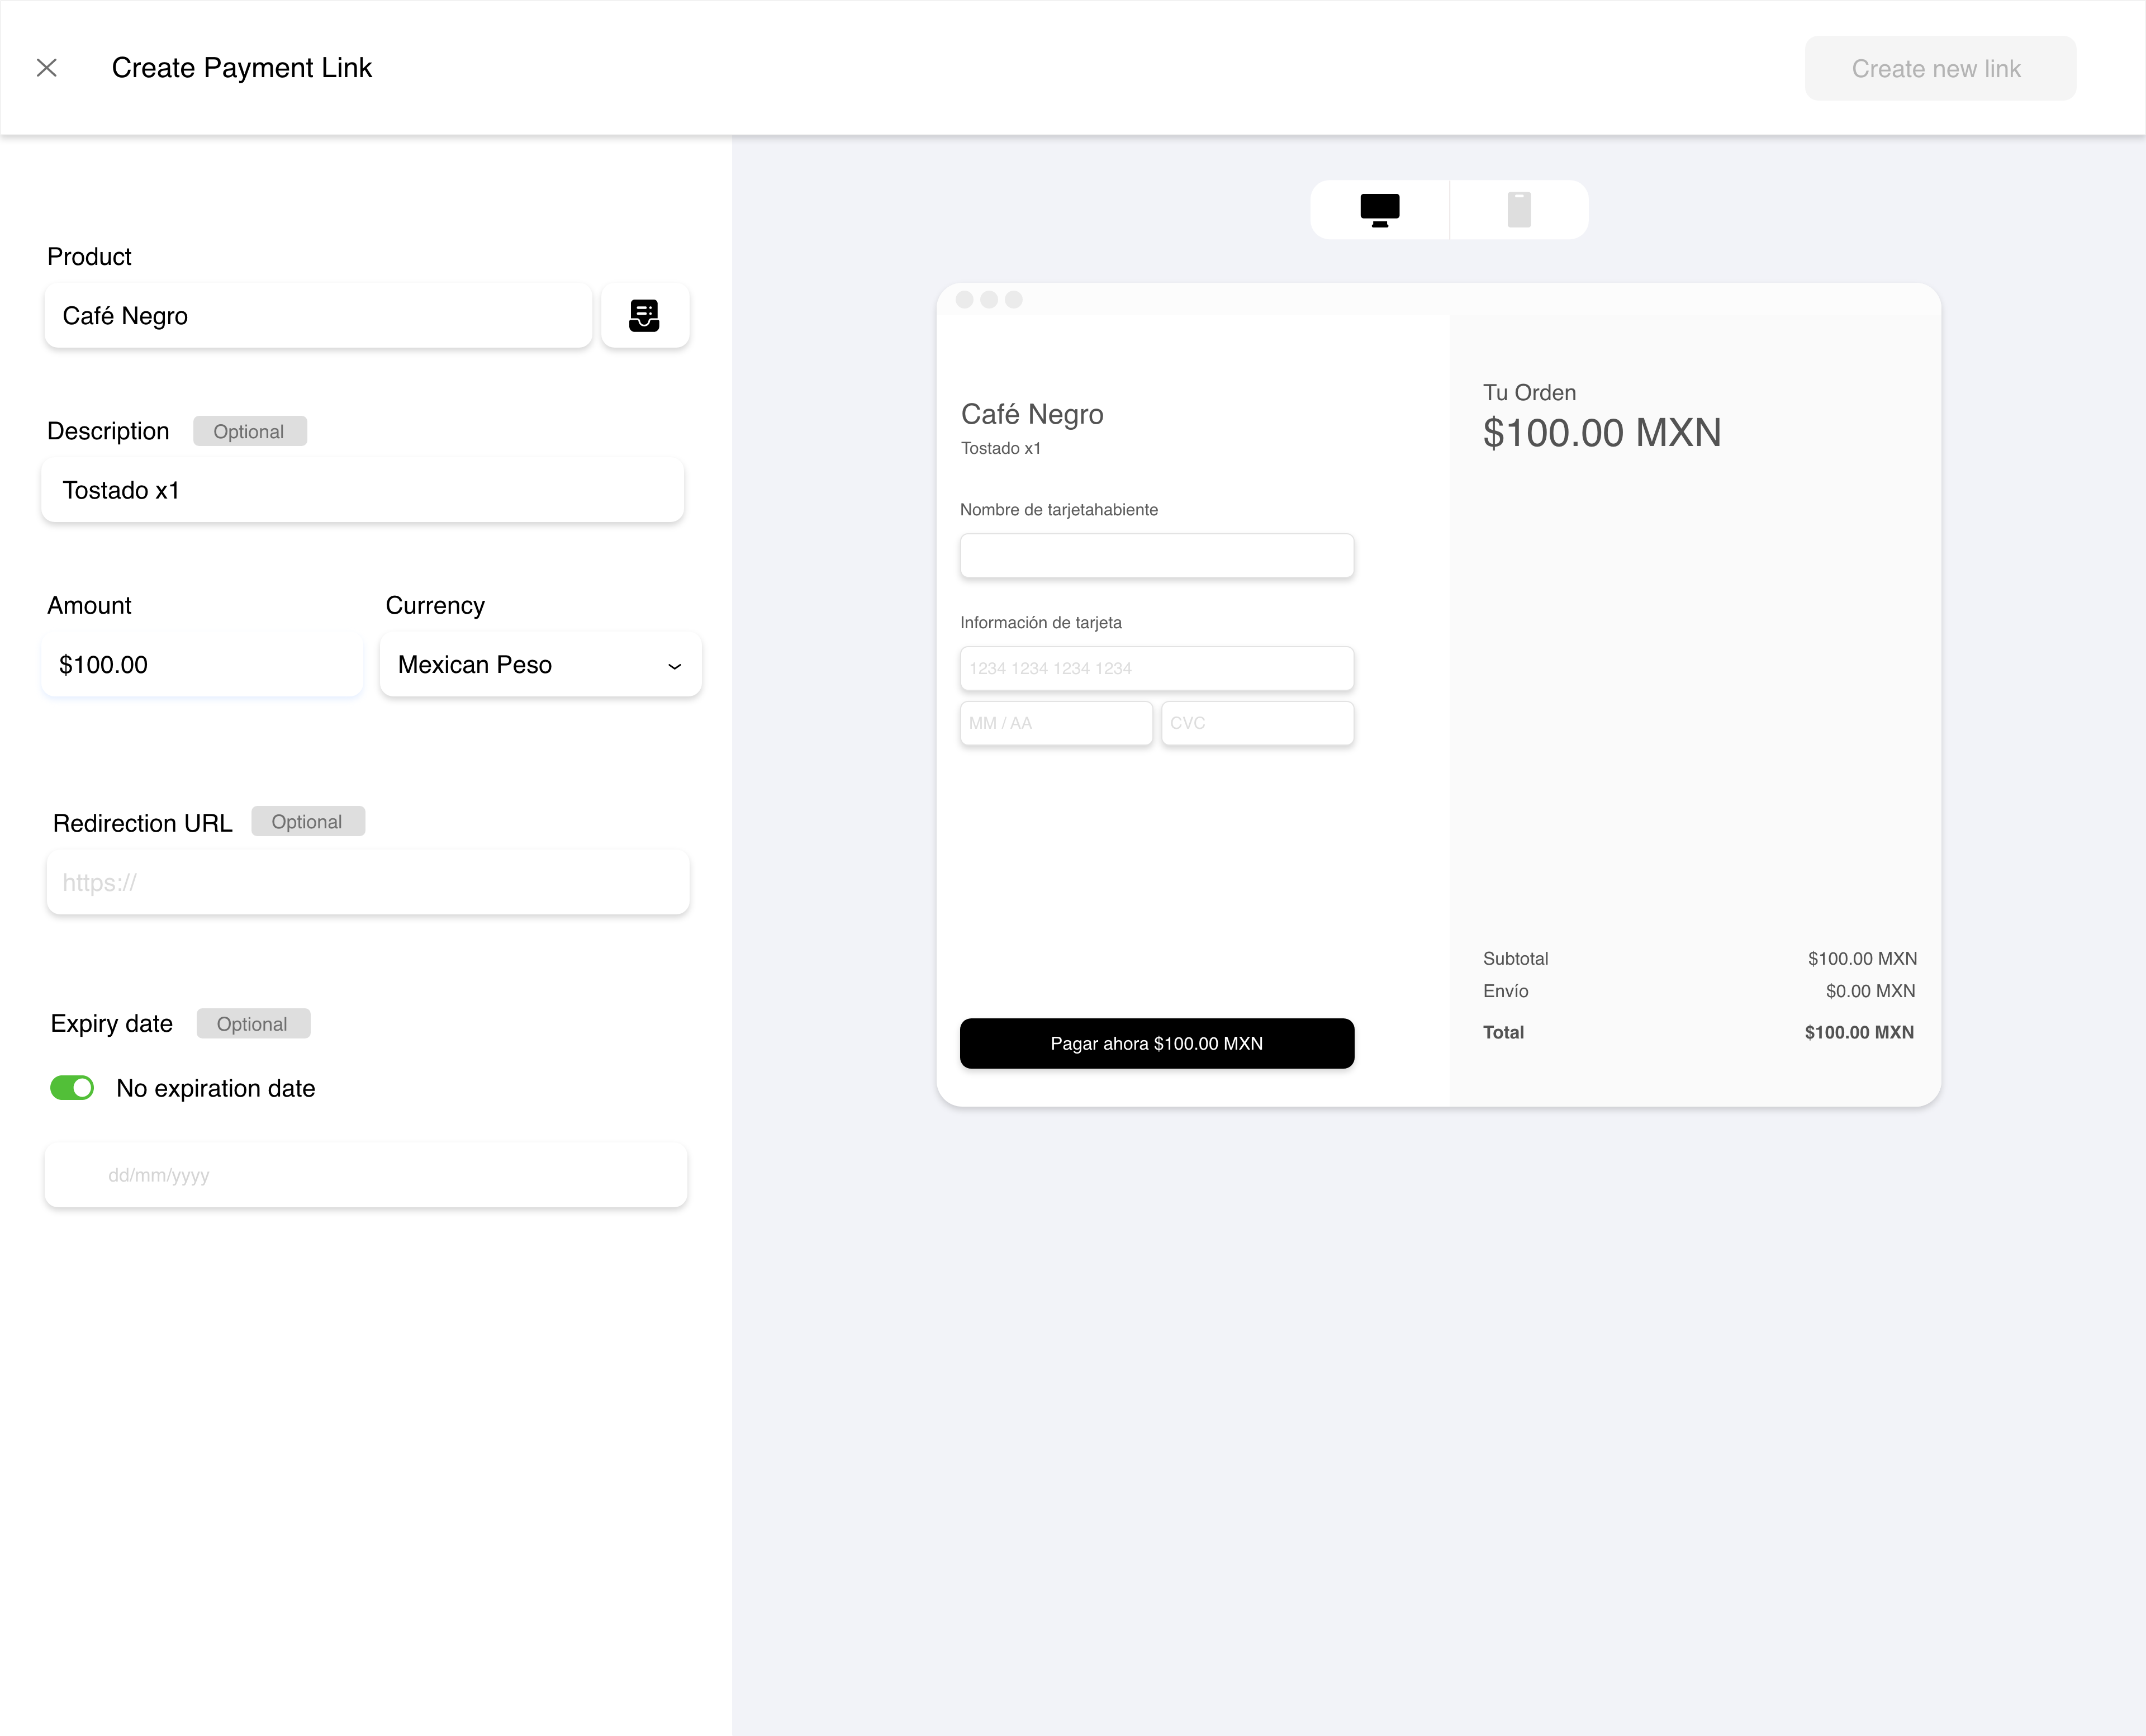 Create Payment Link
Create new link
Product
Café Negro
Description Optional
Tostado x1
Amount Currency
$100.00 Mexican Peso
Redirection URL Optional
https://
Expiry date Optional
No expiration date
dd/mm/yyyy
Café Negro
Tostado x1
Nombre de tarjetahabiente
Información de tarjeta
1234 1234 1234 1234
MM / AA CVC
Pagar ahora $100.00 MXN
Tu Orden
$100.00 MXN
Subtotal $100.00 MXN
Envío $0.00 MXN
Total $100.00 MXN